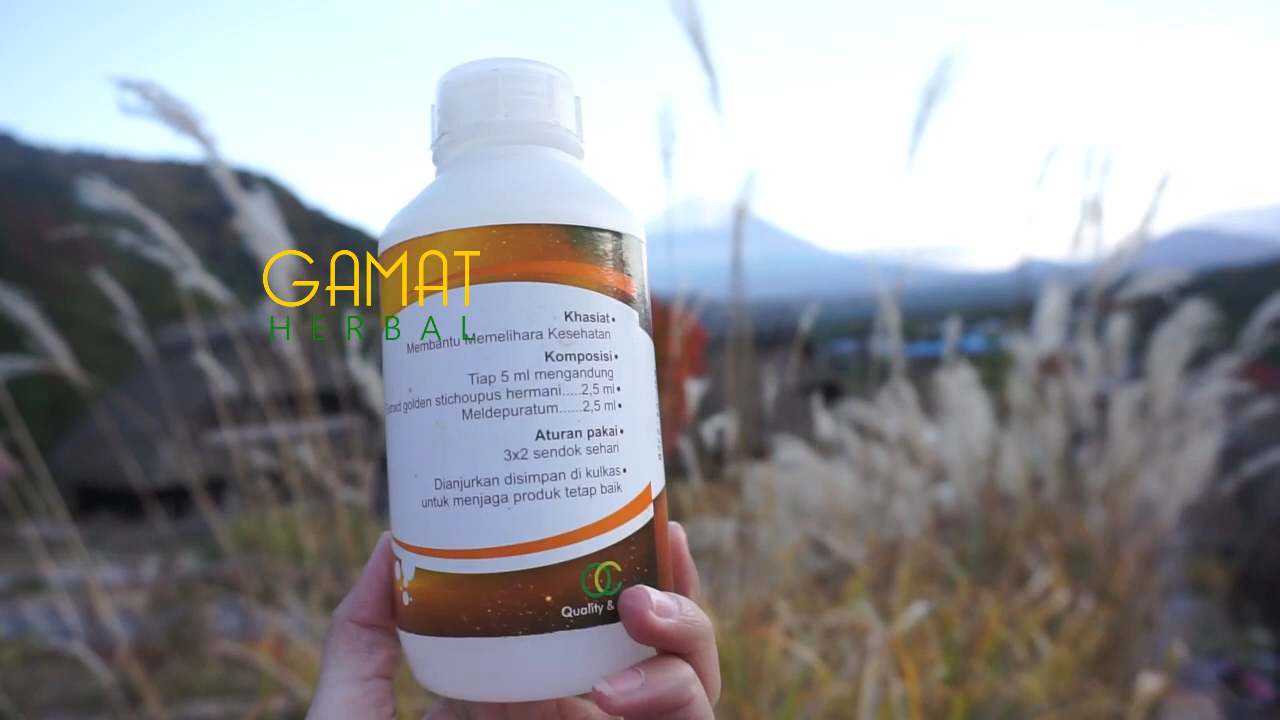 GAMAT
HERBAL
Khasiat•
Membantu Memelihara Kesehatan
Komposisi•
Tiap 5 ml mengandung
golden stichoupus hermani.....2,5 ml•
Meldepuratum......2,5 ml•
Aturan pakai•
3x2 sendok sehari
Dianjurkan disimpan di kulkas•
untuk menjaga produk tetap baik
Quality &